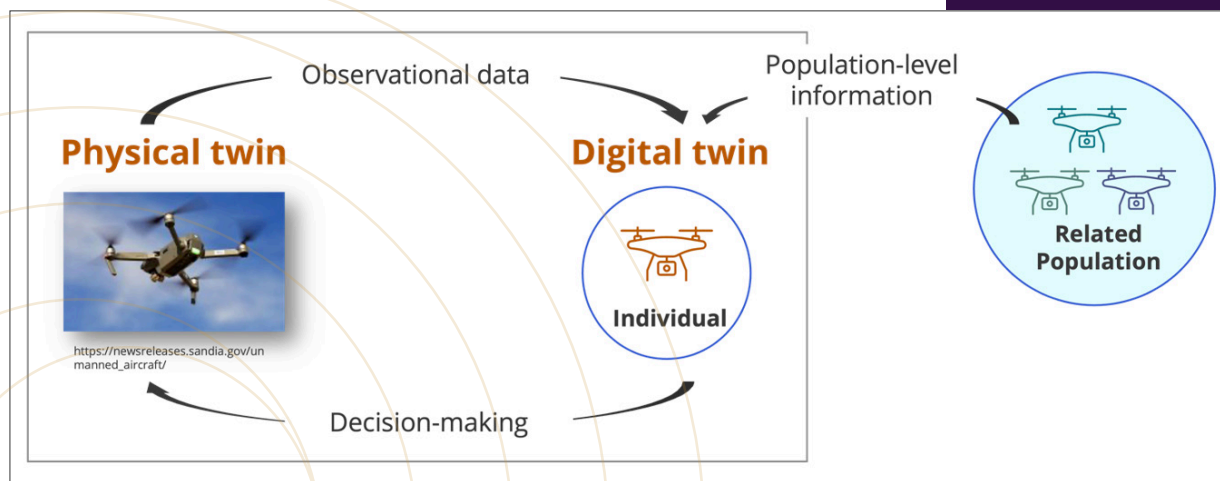 Observational data
Population-level
information
Physical twin
Digital twin
Individual
Related
Population
https://newsreleases.sandia.gov/un
manned_aircraft/
Decision-making